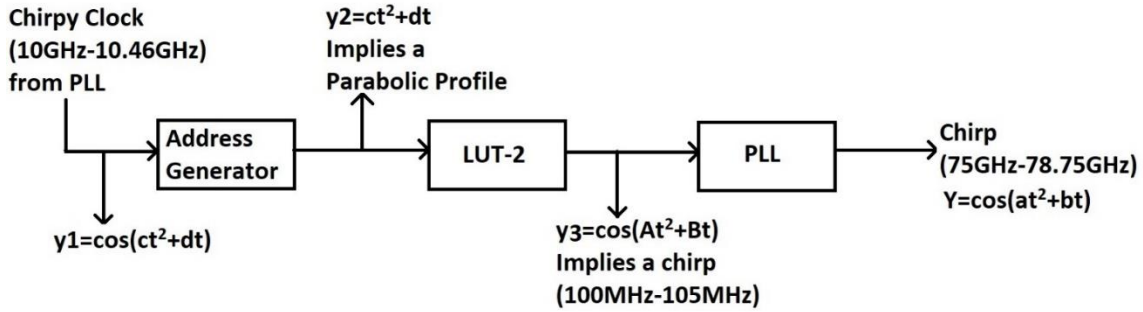 Chirpy Clock
(10GHz-10.46GHz)
from PLL
y1=cos(ct²+dt)
Address
Generator
y2=ct²+dt
Implies a
Parabolic Profile
LUT-2
y3=cos(At²+Bt)
Implies a chirp
(100MHz-105MHz)
PLL
Chirp
(75GHz-78.75GHz)
Y=cos(at²+bt)